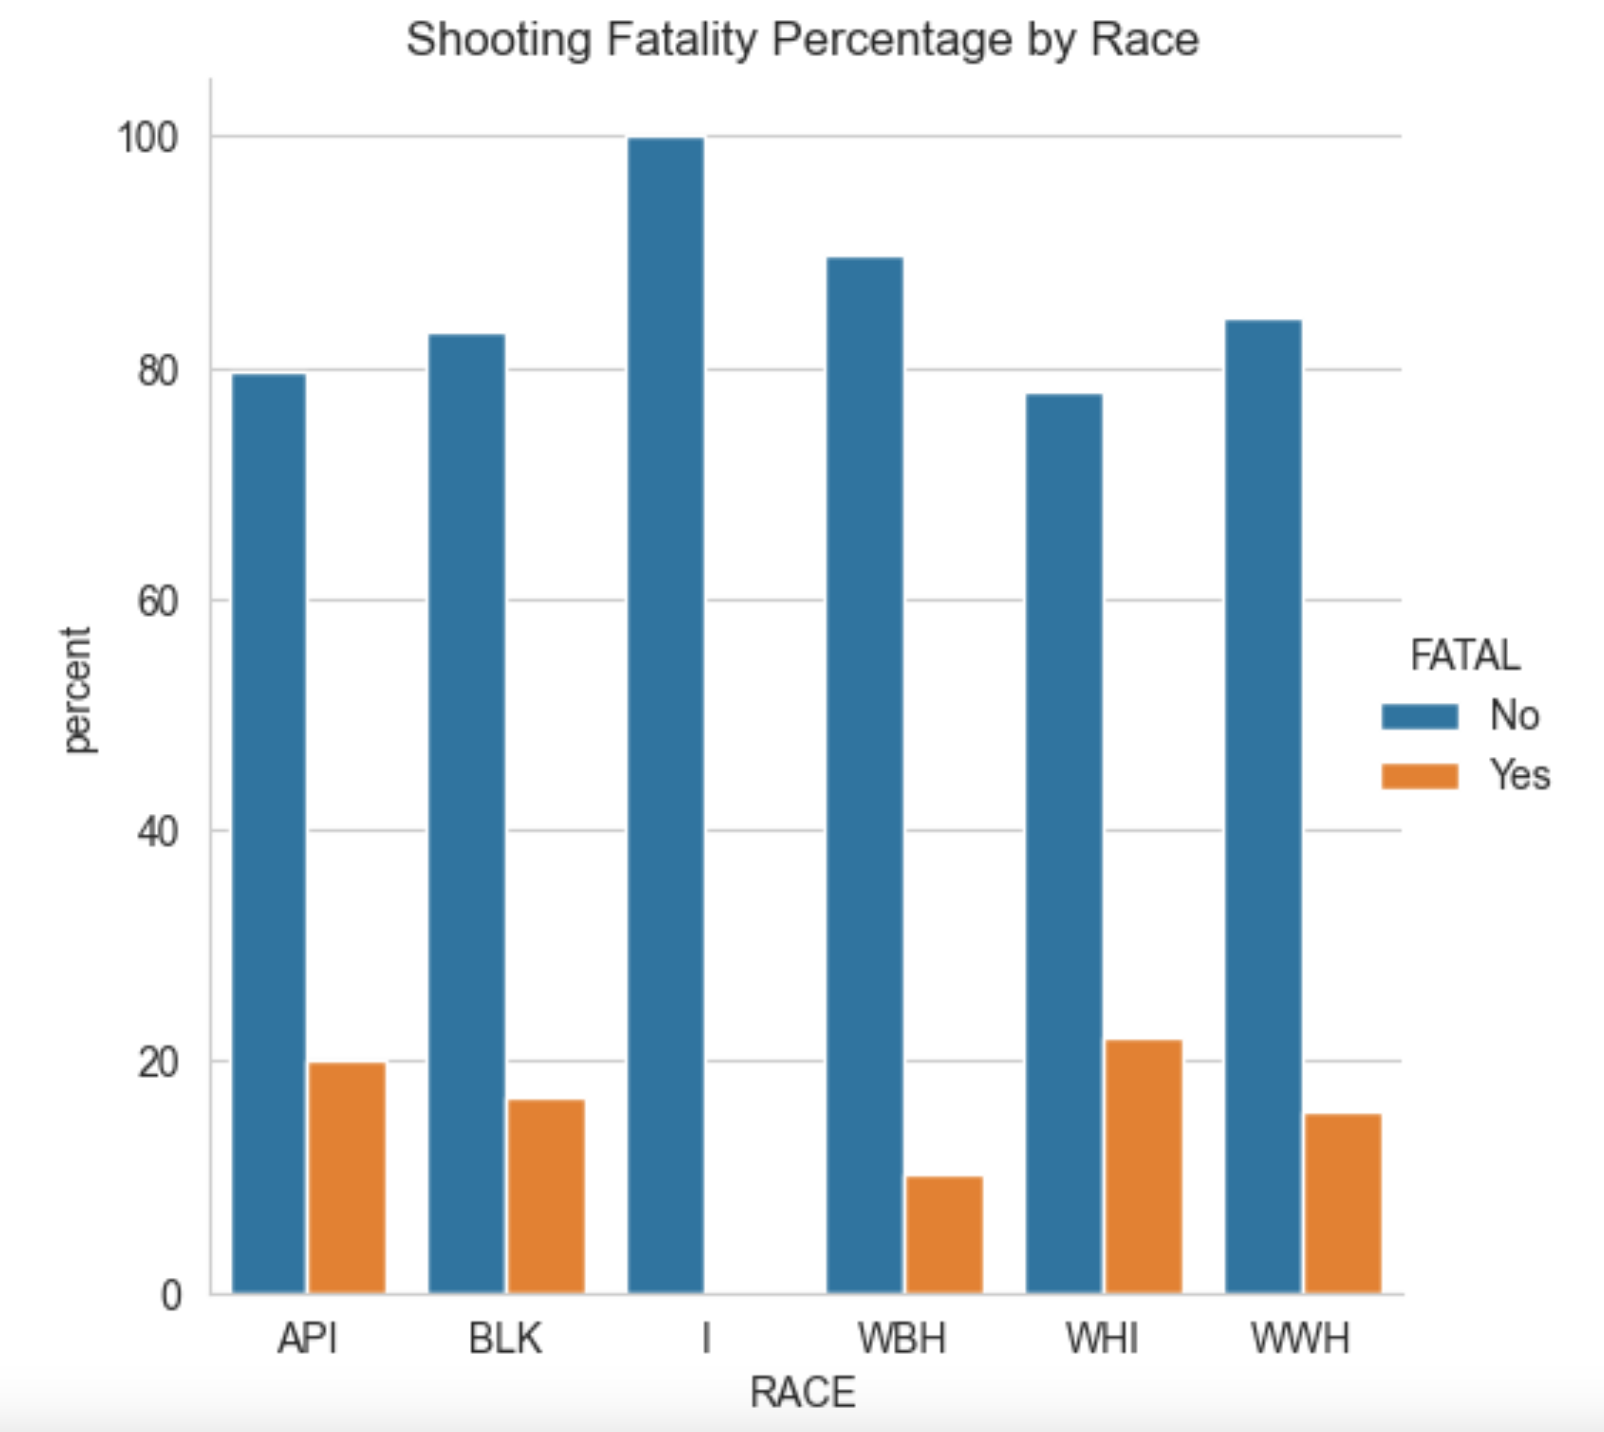 Shooting Fatality Percentage by Race
100
80
60
40
20
0
percent
API BLK I WBH WHI WWH
RACE
FATAL
No
Yes